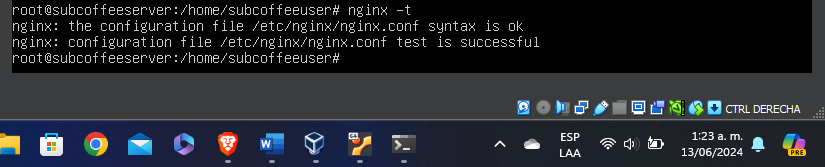 root@subcoffeeserver:/home/subcoffeeuser# nginx -t
nginx: the configuration file /etc/nginx/nginx.conf syntax is ok
nginx: configuration file /etc/nginx/nginx.conf test is successful
root@subcoffeeserver:/home/subcoffeeuser#
CTRL DERECHA
ESP
LAA
1:23 a. m.
13/06/2024
W
G4
PRE